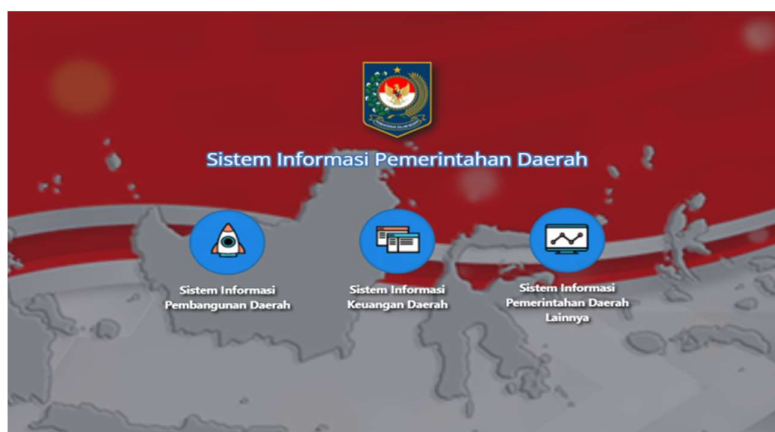 Sistem Informasi Pemerintahan Daerah
Sistem Informasi
Pembangunan Daerah
Sistem Informasi
Keuangan Daerah
Sistem Informasi
Pemerintahan Daerah
Lainnya